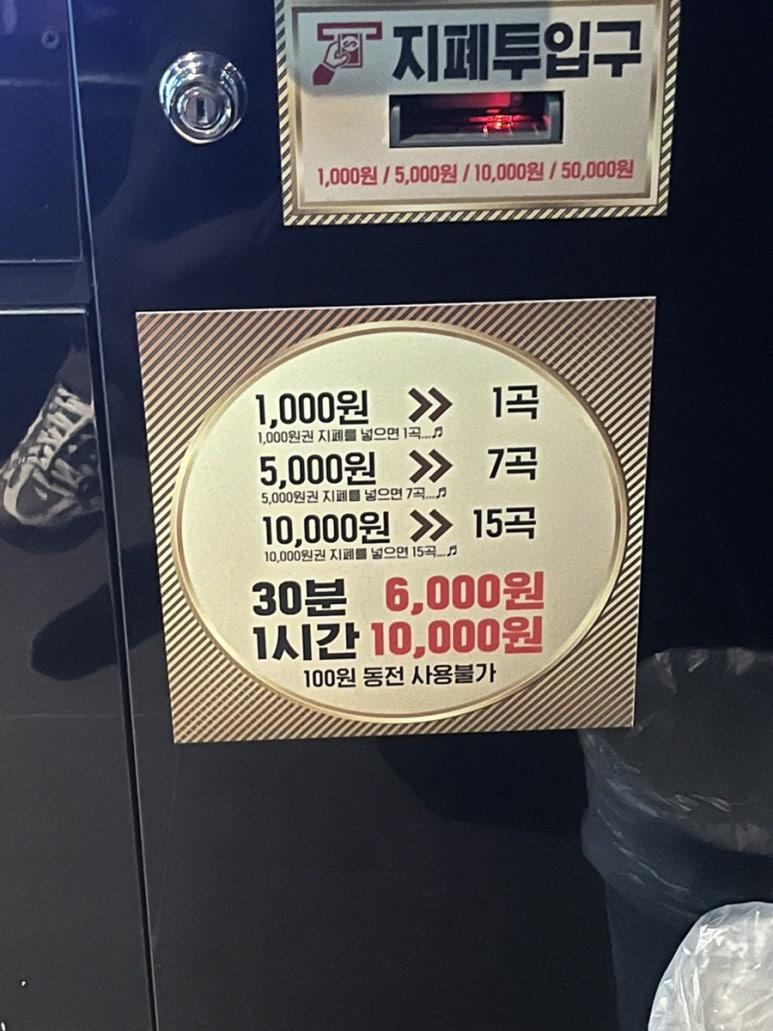 지폐투입구
1,000원 / 5,000원 / 10,000원 / 50,000원
1,000원 >> 1곡
1,000원권 지폐를 넣으면 1곡...♬
5,000원 >> 7곡
5,000원권 지폐를 넣으면 7곡...♬
10,000원 >> 15곡
10,000원권 지폐를 넣으면 15곡...♬
30분 6,000원
1시간 10,000원
100원 동전 사용불가